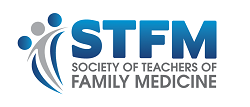 STFM
SOCIETY OF TEACHERS OF
FAMILY MEDICINE